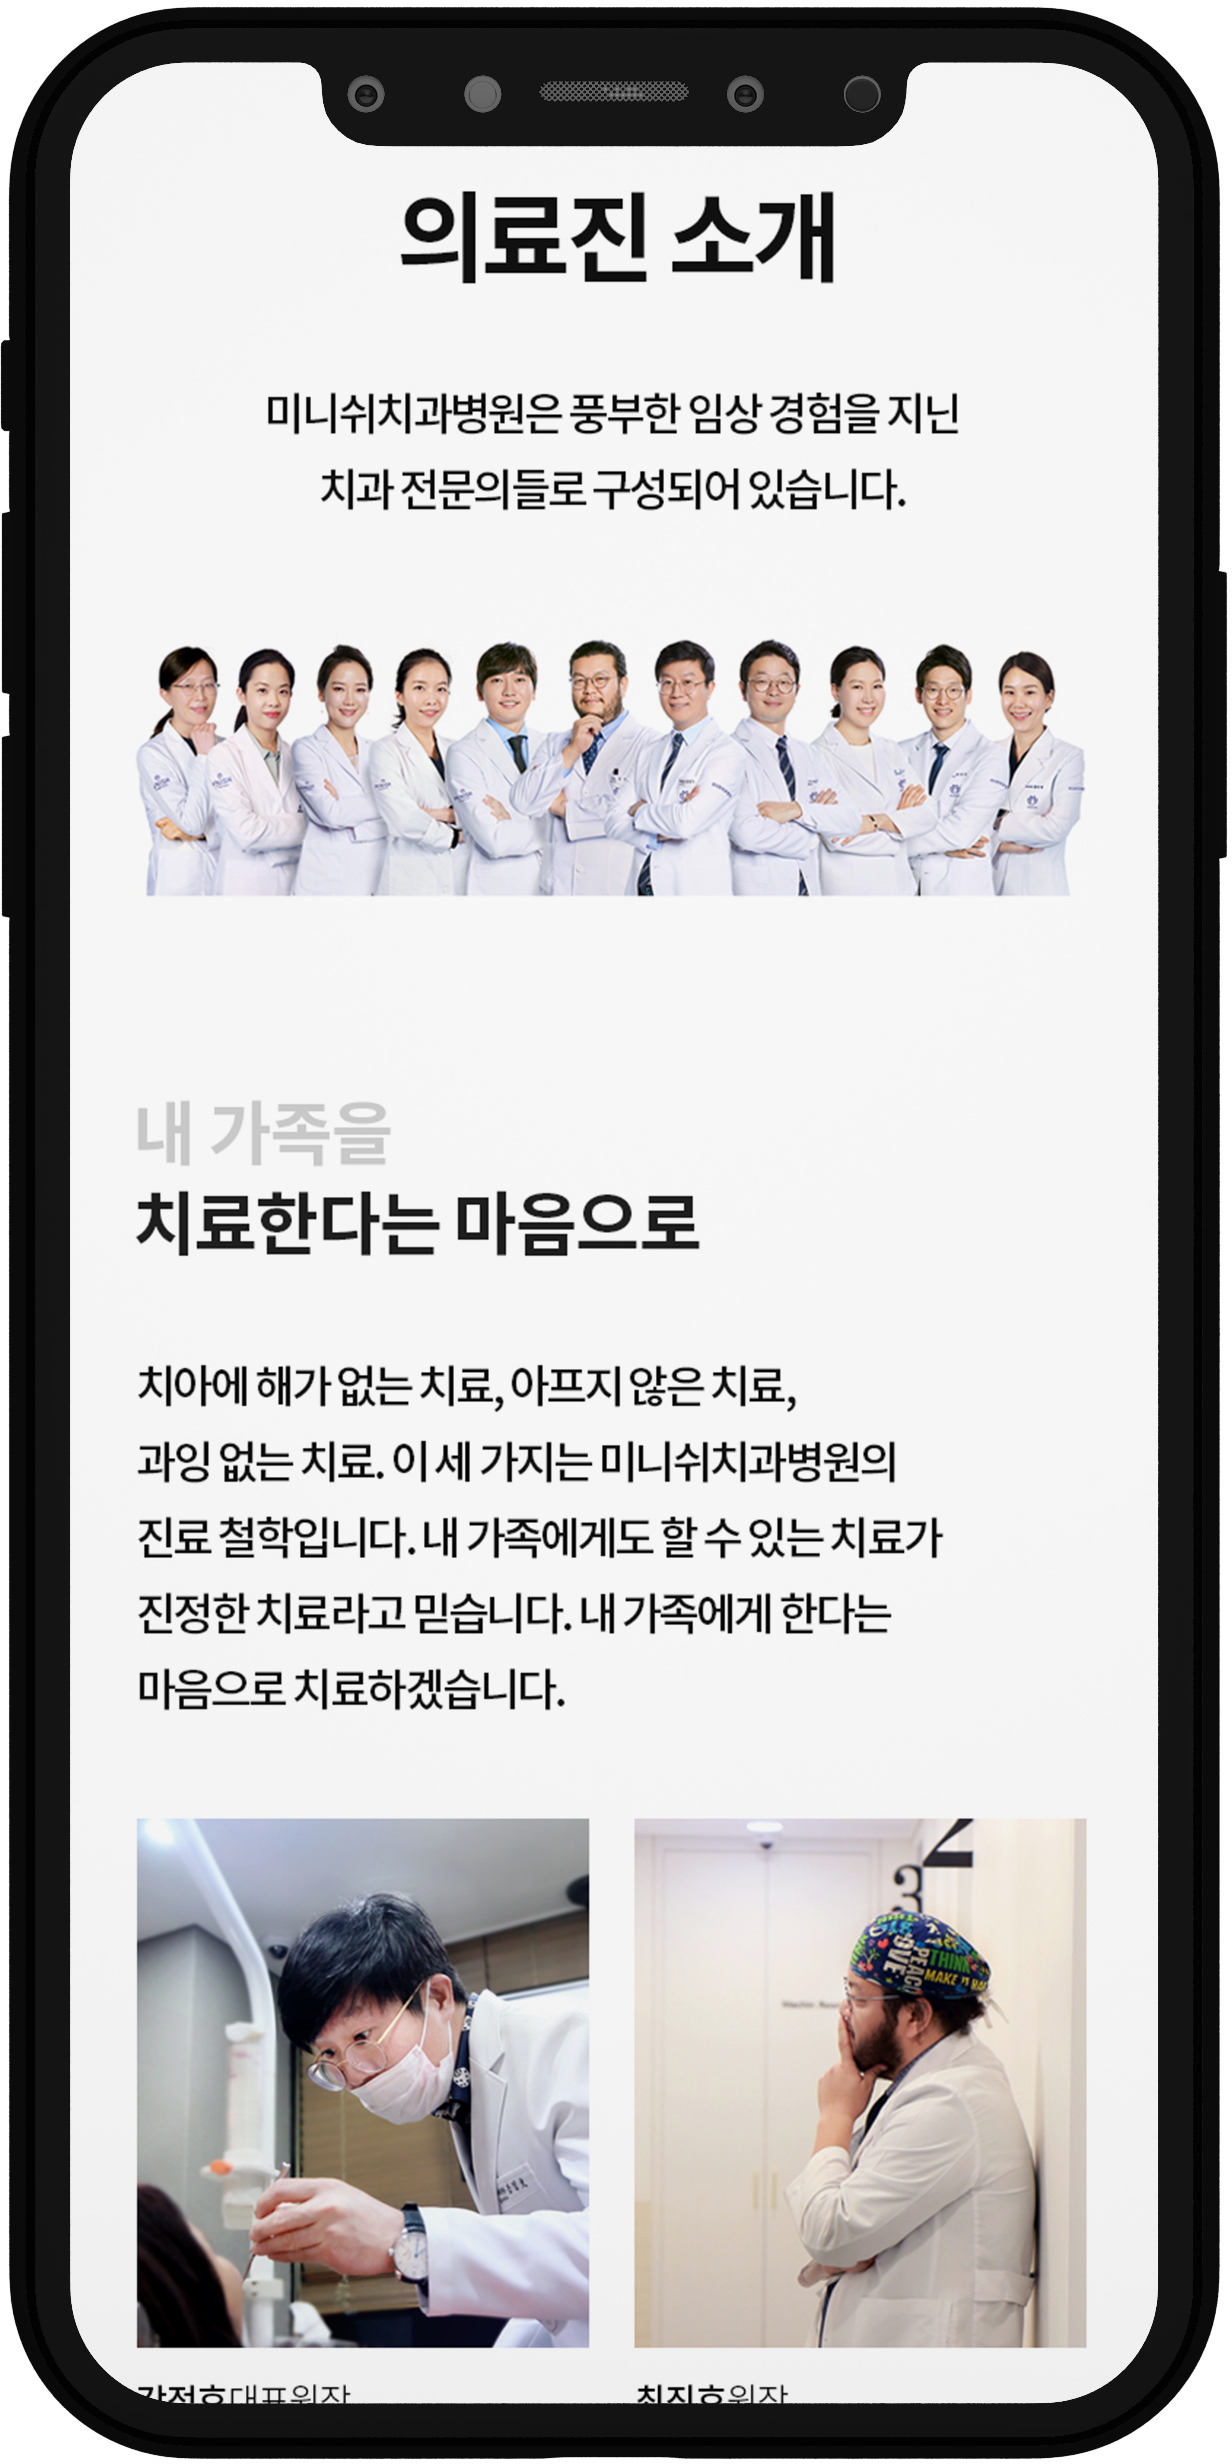 의료진 소개
미니쉬치과병원은 풍부한 임상 경험을 지닌
치과 전문의들로 구성되어 있습니다.
내 가족을
치료한다는 마음으로
치아에 해가 없는 치료, 아프지 않은 치료,
과잉 없는 치료. 이 세 가지는 미니쉬치과병원의
진료 철학입니다. 내 가족에게도 할 수 있는 치료가
진정한 치료라고 믿습니다. 내 가족에게 한다는
마음으로 치료하겠습니다.
2
3
THINK
PEACE
MAKE
대표원장
원장